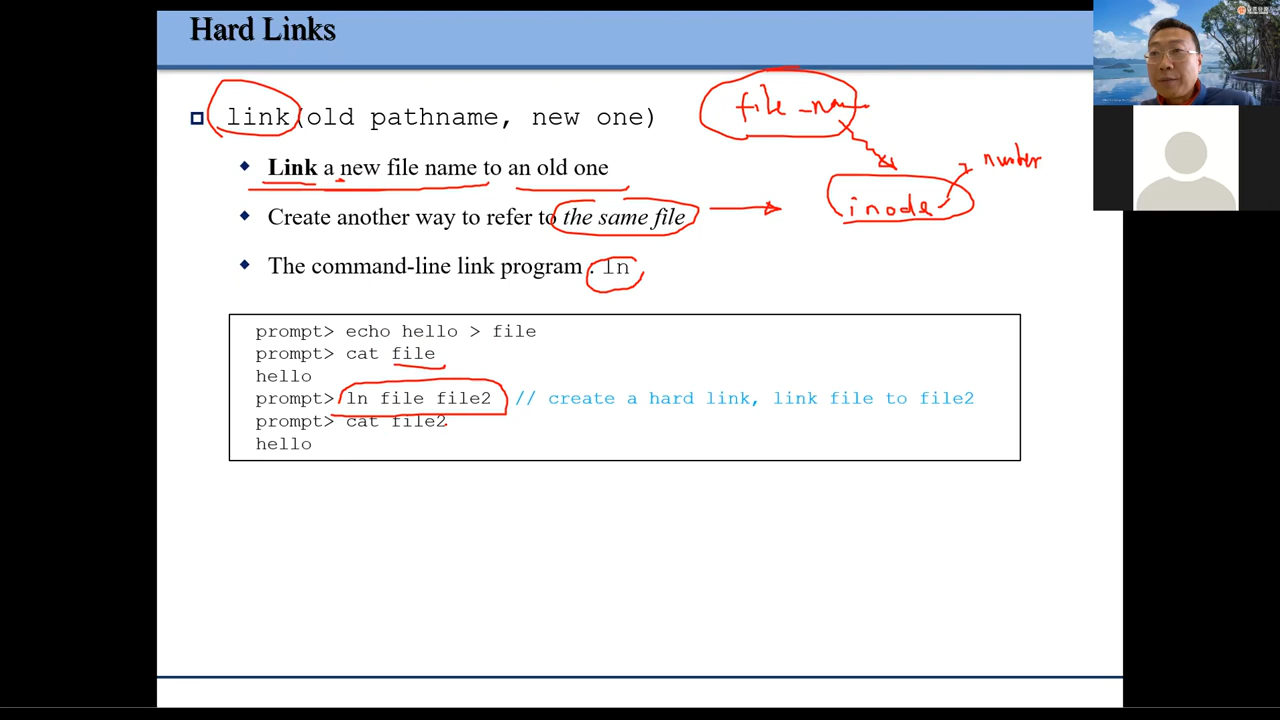 Hard Links
link(old pathname, new one)
file_name
Link a new file name to an old one
number
Create another way to refer to the same file
inode
The command-line link program : ln
prompt> echo hello > file
prompt> cat file
hello
prompt> ln file file2 // create a hard link, link file to file2
prompt> cat file2
hello